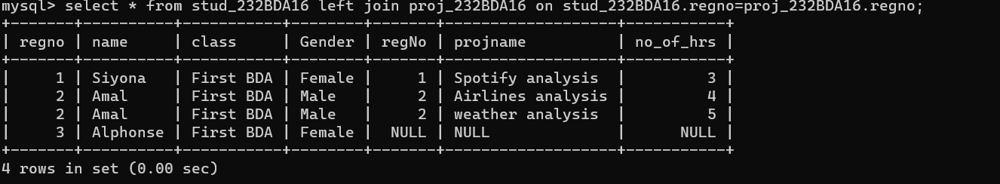 mysql> select * from stud_232BDA16 left join proj_232BDA16 on stud_232BDA16.regno=proj_232BDA16.regno;
+-------+----------+-----------+--------+-------+-------------------+-----------+
| regno | name     | class     | Gender | regNo | projname          | no_of_hrs |
+-------+----------+-----------+--------+-------+-------------------+-----------+
|     1 | Siyona   | First BDA | Female |     1 | Spotify analysis  |         3 |
|     2 | Amal     | First BDA | Male   |     2 | Airlines analysis |         4 |
|     2 | Amal     | First BDA | Male   |     2 | weather analysis  |         5 |
|     3 | Alphonse | First BDA | Female |  NULL | NULL              |      NULL |
+-------+----------+-----------+--------+-------+-------------------+-----------+
4 rows in set (0.00 sec)